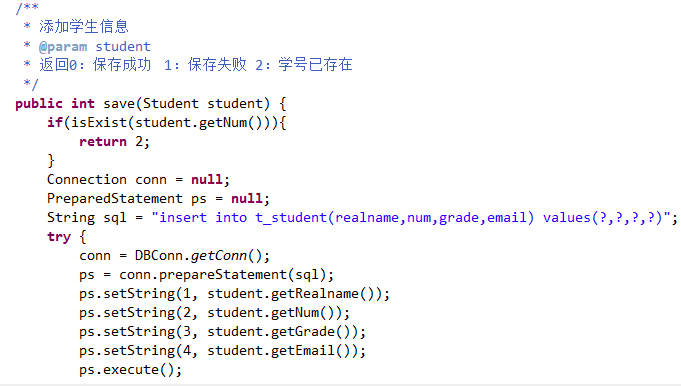 /**
 * 添加学生信息
 * @param student
 * 返回0：保存成功  1：保存失败 2：学号已存在
 */
public int save(Student student) {
    if(isExist(student.getNum())){
        return 2;
    }
    Connection conn = null;
    PreparedStatement ps = null;
    String sql = "insert into t_student(realname,num,grade,email) values(?,?,?,?)";
    try {
        conn = DBConn.getConn();
        ps = conn.prepareStatement(sql);
        ps.setString(1, student.getRealname());
        ps.setString(2, student.getNum());
        ps.setString(3, student.getGrade());
        ps.setString(4, student.getEmail());
        ps.execute();